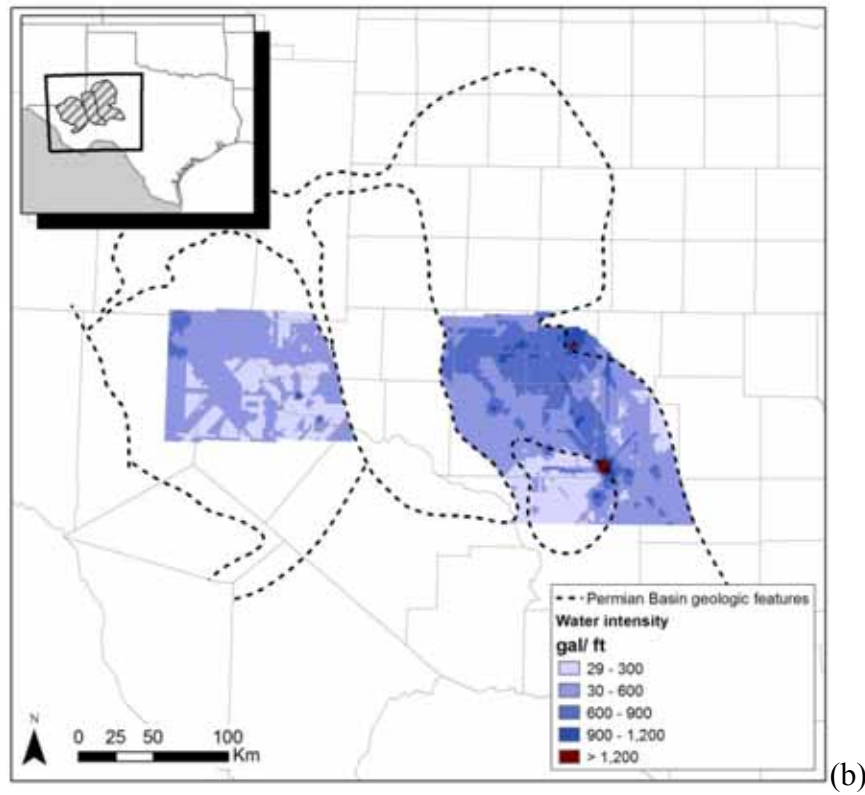 Permian Basin geologic features
Water intensity
gal/ ft
29 - 300
30 - 600
600 - 900
900 - 1,200
> 1,200
N
0 25 50 100
Km
(b)